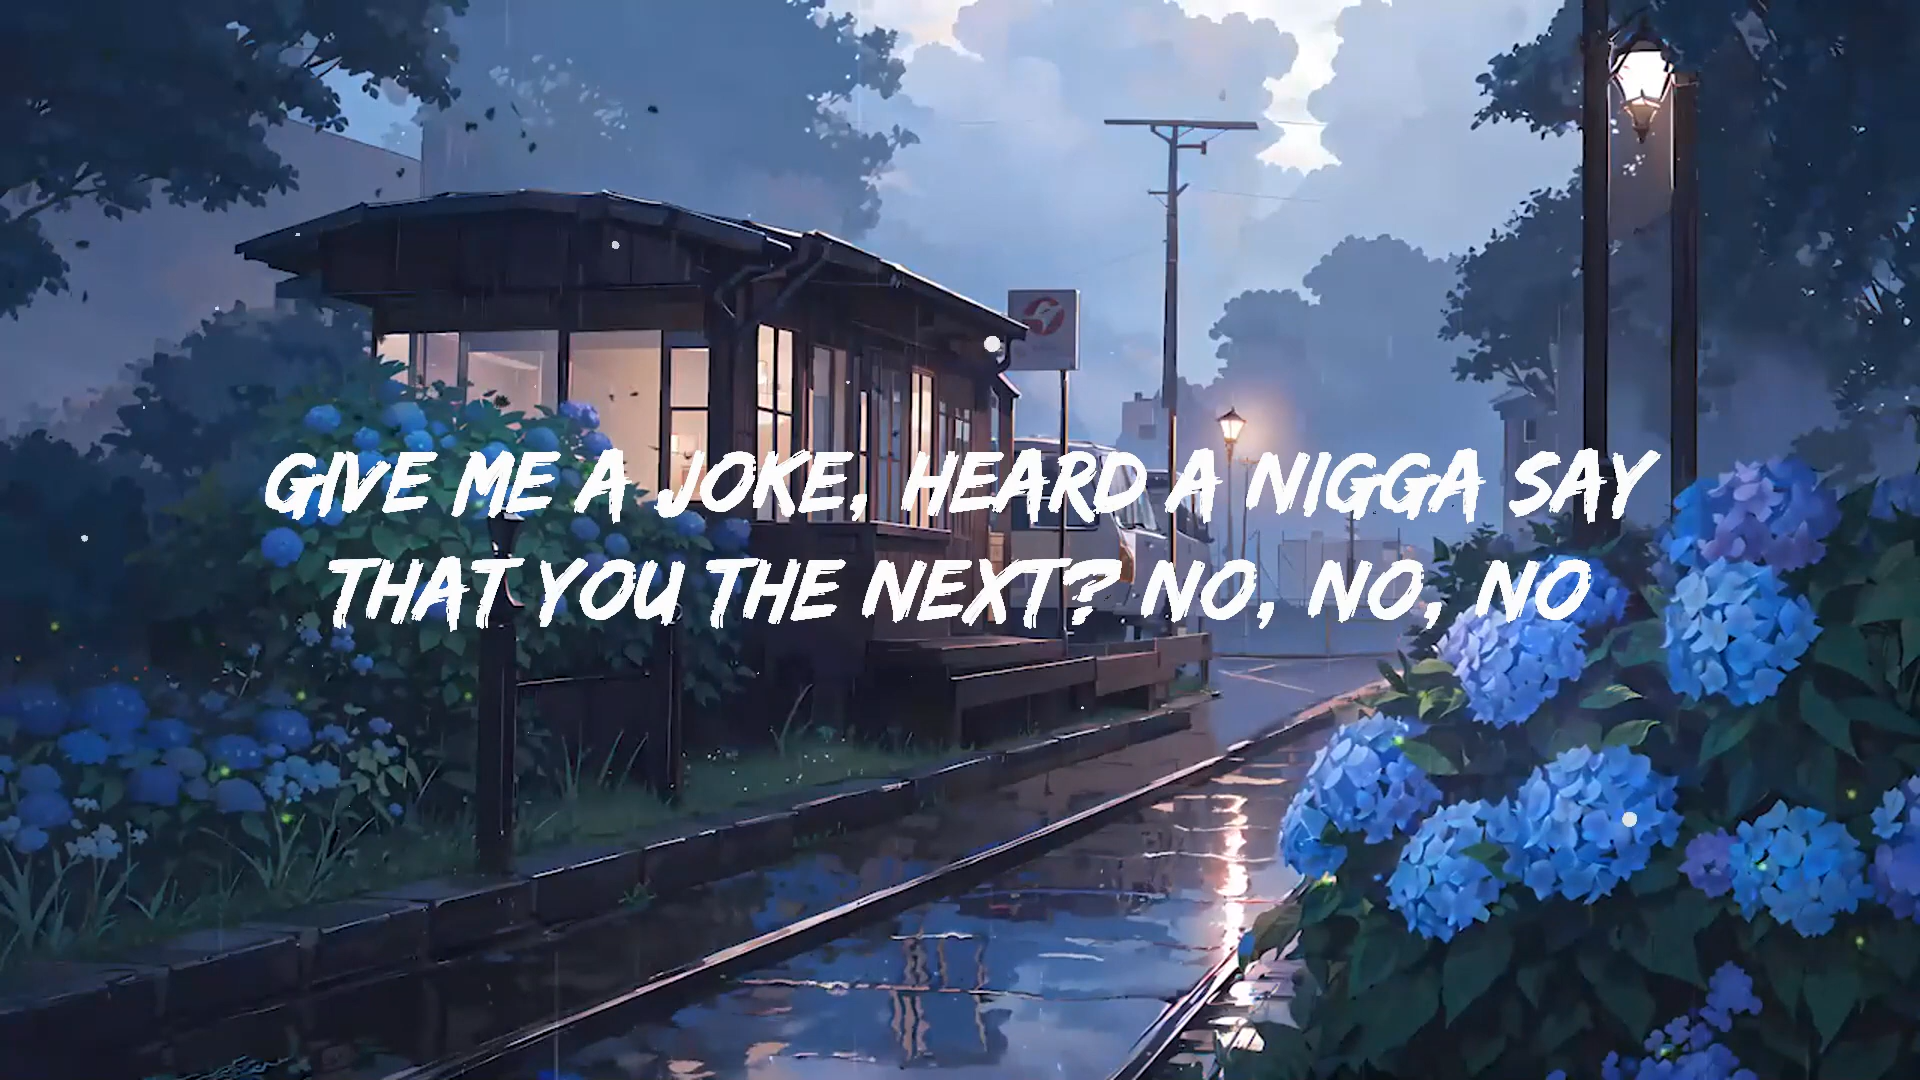 GIVE ME A JOKE, HEARD A NIGGA SAY
THAT YOU THE NEXT? NO, NO, NO